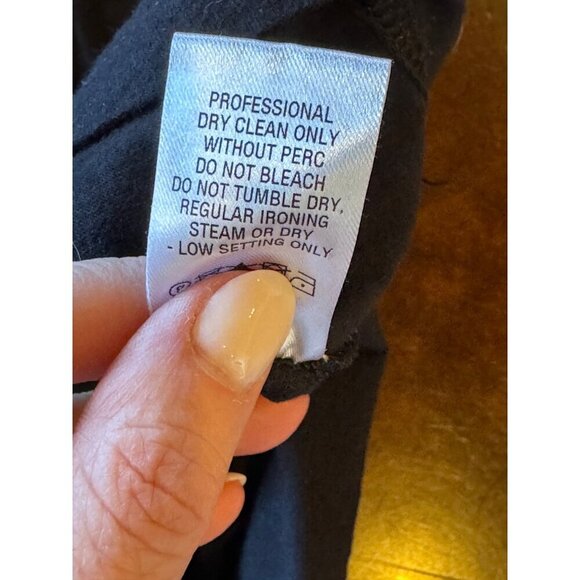 PROFESSIONAL
DRY CLEAN ONLY
WITHOUT PERC
DO NOT BLEACH
DO NOT TUMBLE DRY,
REGULAR IRONING
STEAM OR DRY
- LOW SETTING ONLY
P